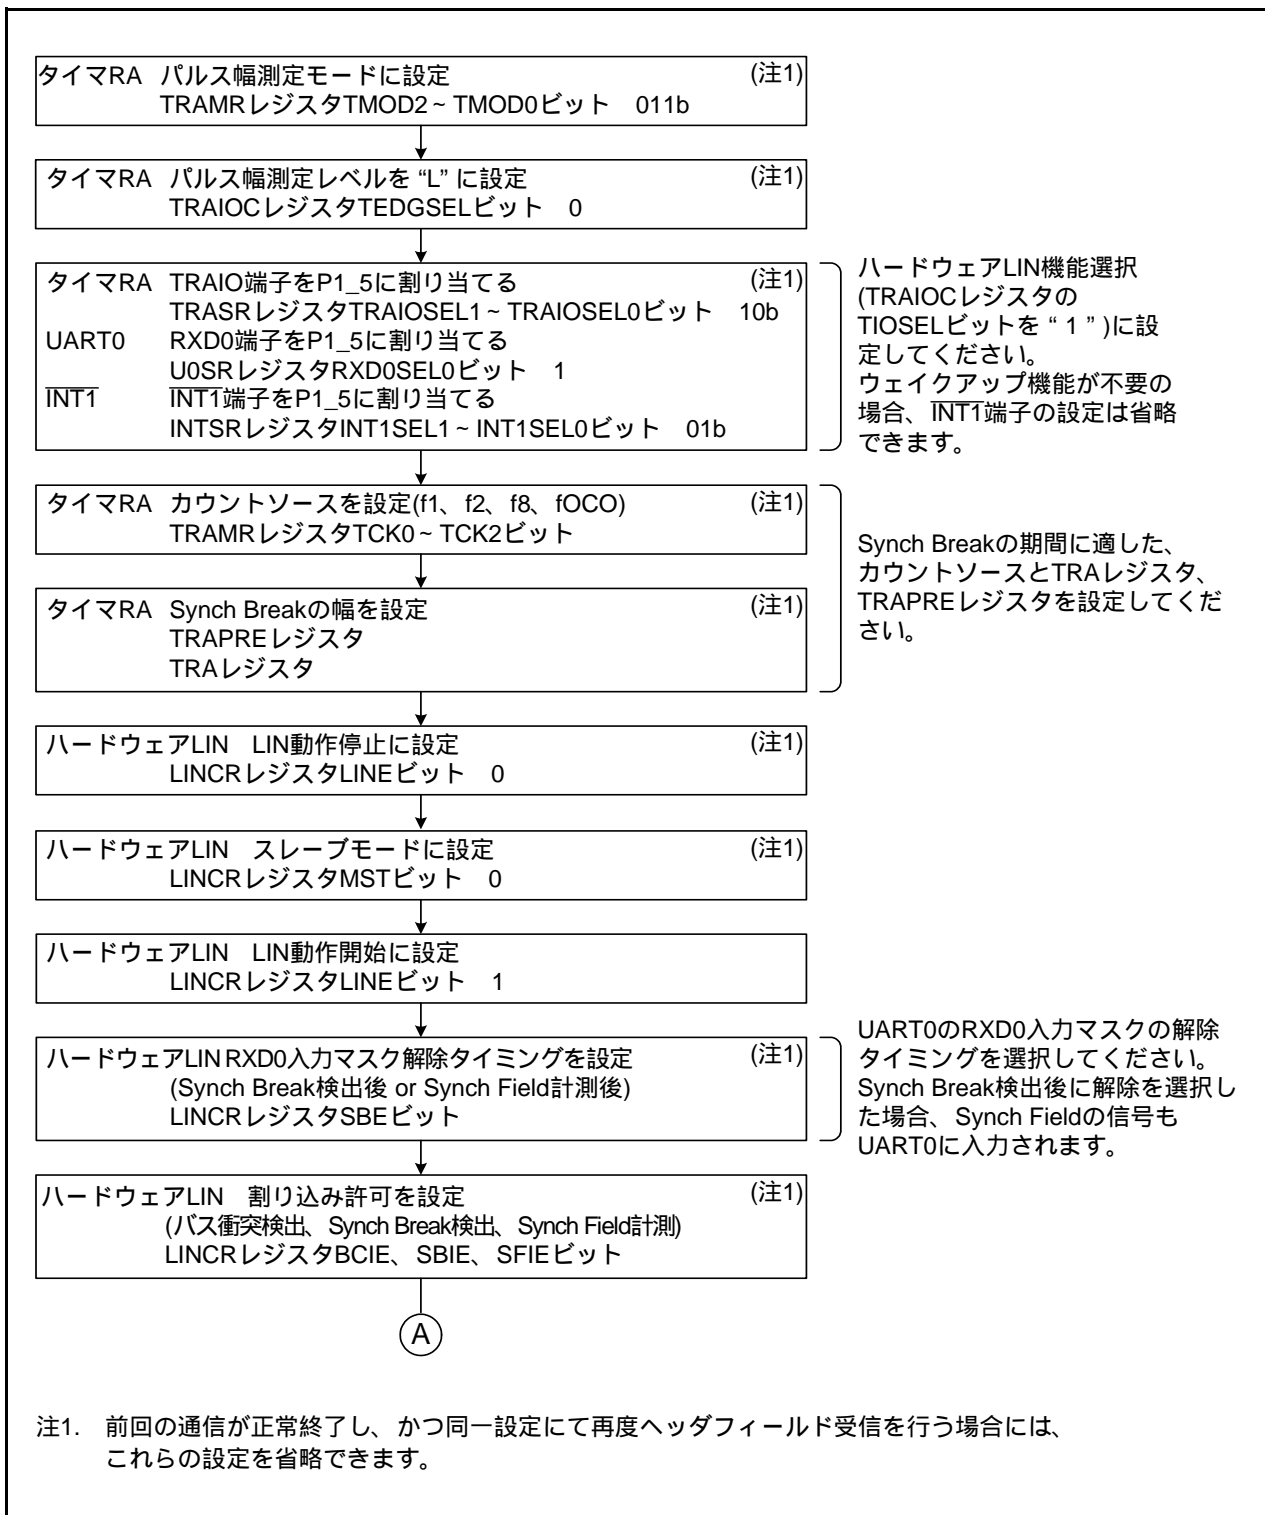 タイマRA パルス幅測定モードに設定 (注1)
TRAMRレジスタTMOD2~TMOD0ビット 011b
タイマRA パルス幅測定レベルを “L” に設定 (注1)
TRAIOCレジスタTEDGSELビット 0
タイマRA TRAIO端子をP1_5に割り当てる (注1)
TRASRレジスタTRAIOSEL1~TRAIOSEL0ビット 10b
UART0 RXD0端子をP1_5に割り当てる
U0SRレジスタRXD0SEL0ビット 1
INT1 INT1端子をP1_5に割り当てる
INTSRレジスタINT1SEL1~INT1SEL0ビット 01b
ハードウェアLIN機能選択
(TRAIOCレジスタの
TIOSELビットを “ 1 ” )に設
定してください。
ウェイクアップ機能が不要の
場合、INT1端子の設定は省略
できます。
タイマRA カウントソースを設定(f1、f2、f8、fOCO) (注1)
TRAMRレジスタTCK0~TCK2ビット
タイマRA Synch Breakの幅を設定 (注1)
TRAPREレジスタ
TRAレジスタ
Synch Breakの期間に適した、
カウントソースとTRAレジスタ、
TRAPREレジスタを設定してくだ
さい。
ハードウェアLIN LIN動作停止に設定 (注1)
LINCRレジスタLINEビット 0
ハードウェアLIN スレーブモードに設定 (注1)
LINCRレジスタMSTビット 0
ハードウェアLIN LIN動作開始に設定
LINCRレジスタLINEビット 1
ハードウェアLIN RXD0入力マスク解除タイミングを設定 (注1)
(Synch Break検出後 or Synch Field計測後)
LINCRレジスタSBEビット
UART0のRXD0入力マスクの解除
タイミングを選択してください。
Synch Break検出後に解除を選択し
た場合、Synch Fieldの信号も
UART0に入力されます。
ハードウェアLIN 割り込み許可を設定 (注1)
(バス衝突検出、Synch Break検出、Synch Field計測)
LINCRレジスタBCIE、SBIE、SFIEビット
A
注1. 前回の通信が正常終了し、かつ同一設定にて再度ヘッダフィールド受信を行う場合には、
これらの設定を省略できます。